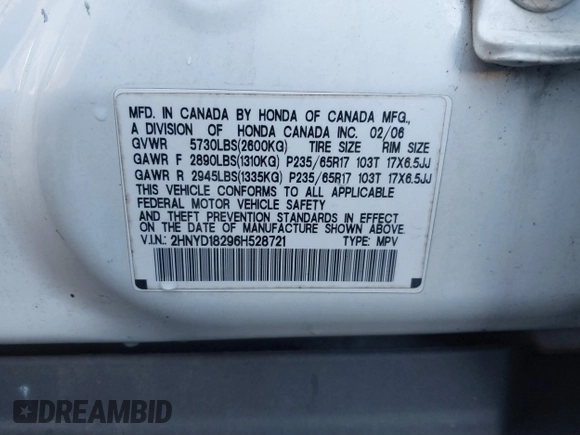 MFD. IN CANADA BY HONDA OF CANADA MFG.,
A DIVISION OF HONDA CANADA INC. 02/06
GVWR 5730LBS(2600KG) TIRE SIZE RIM SIZE
GAWR F 2890LBS(1310KG) P235/65R17 103T 17X6.5JJ
GAWR R 2945LBS(1335KG) P235/65R17 103T 17X6.5JJ
THIS VEHICLE CONFORMS TO ALL APPLICABLE
FEDERAL MOTOR VEHICLE SAFETY
AND THEFT PREVENTION STANDARDS IN EFFECT
ON THE DATE OF MANUFACTURE SHOWN ABOVE.
V.I.N.: 2HNYD18296H528721 TYPE: MPV
DREAMBID